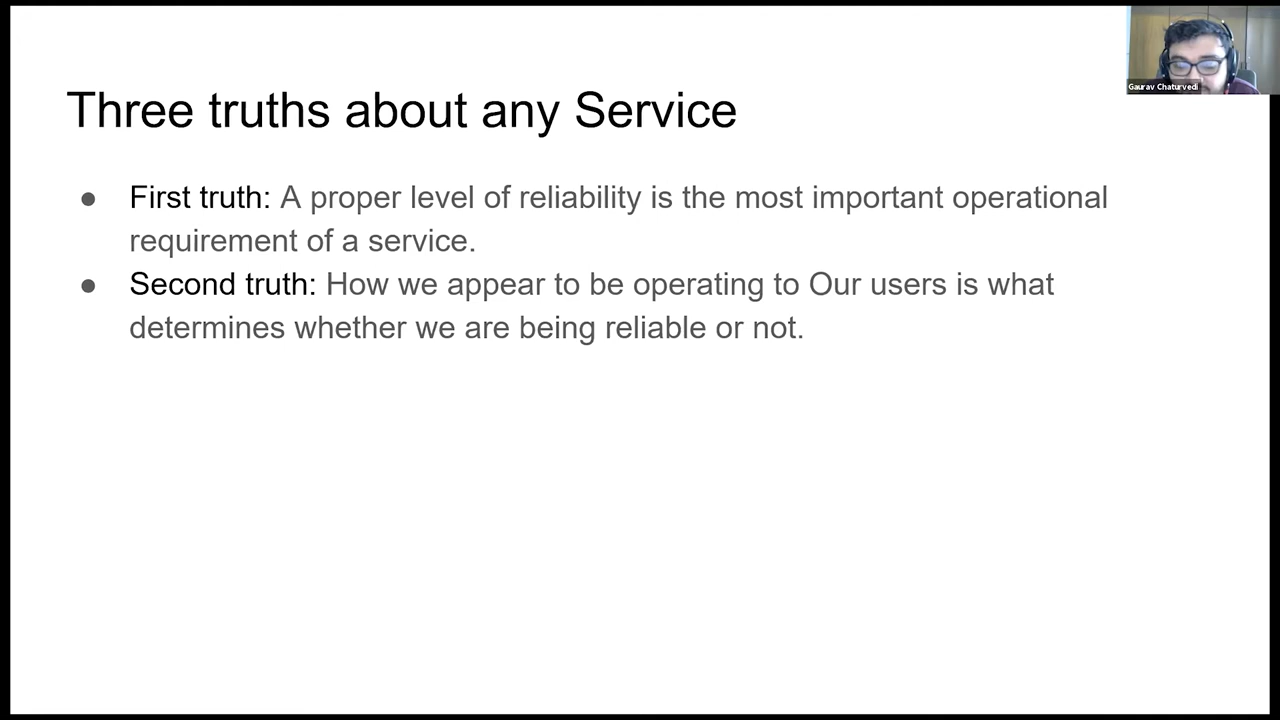 Three truths about any Service
● First truth: A proper level of reliability is the most important operational
requirement of a service.
● Second truth: How we appear to be operating to Our users is what
determines whether we are being reliable or not.
Gaurav Chaturvedi